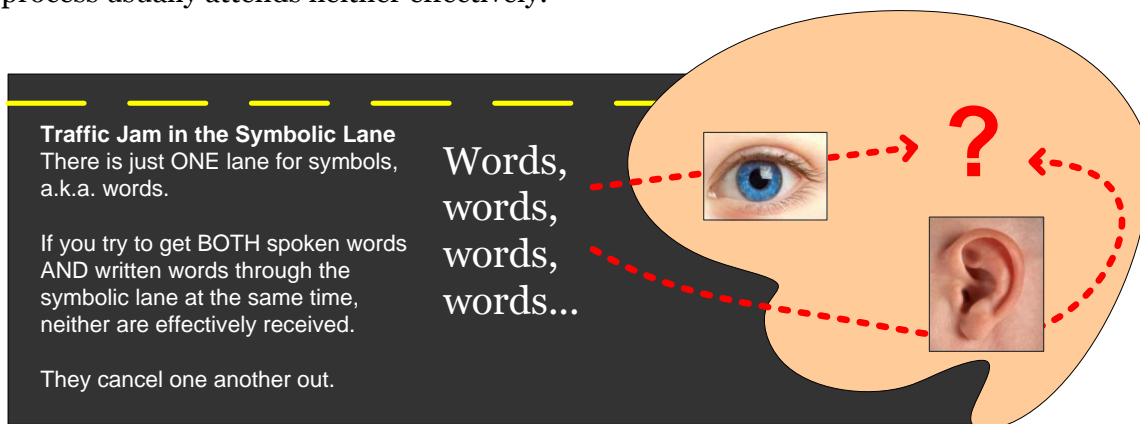 process usually attends neither effectively.
Traffic Jam in the Symbolic Lane
There is just ONE lane for symbols,
a.k.a. words.
If you try to get BOTH spoken words
AND written words through the
symbolic lane at the same time,
neither are effectively received.
They cancel one another out.
Words,
words,
words,
words...
?